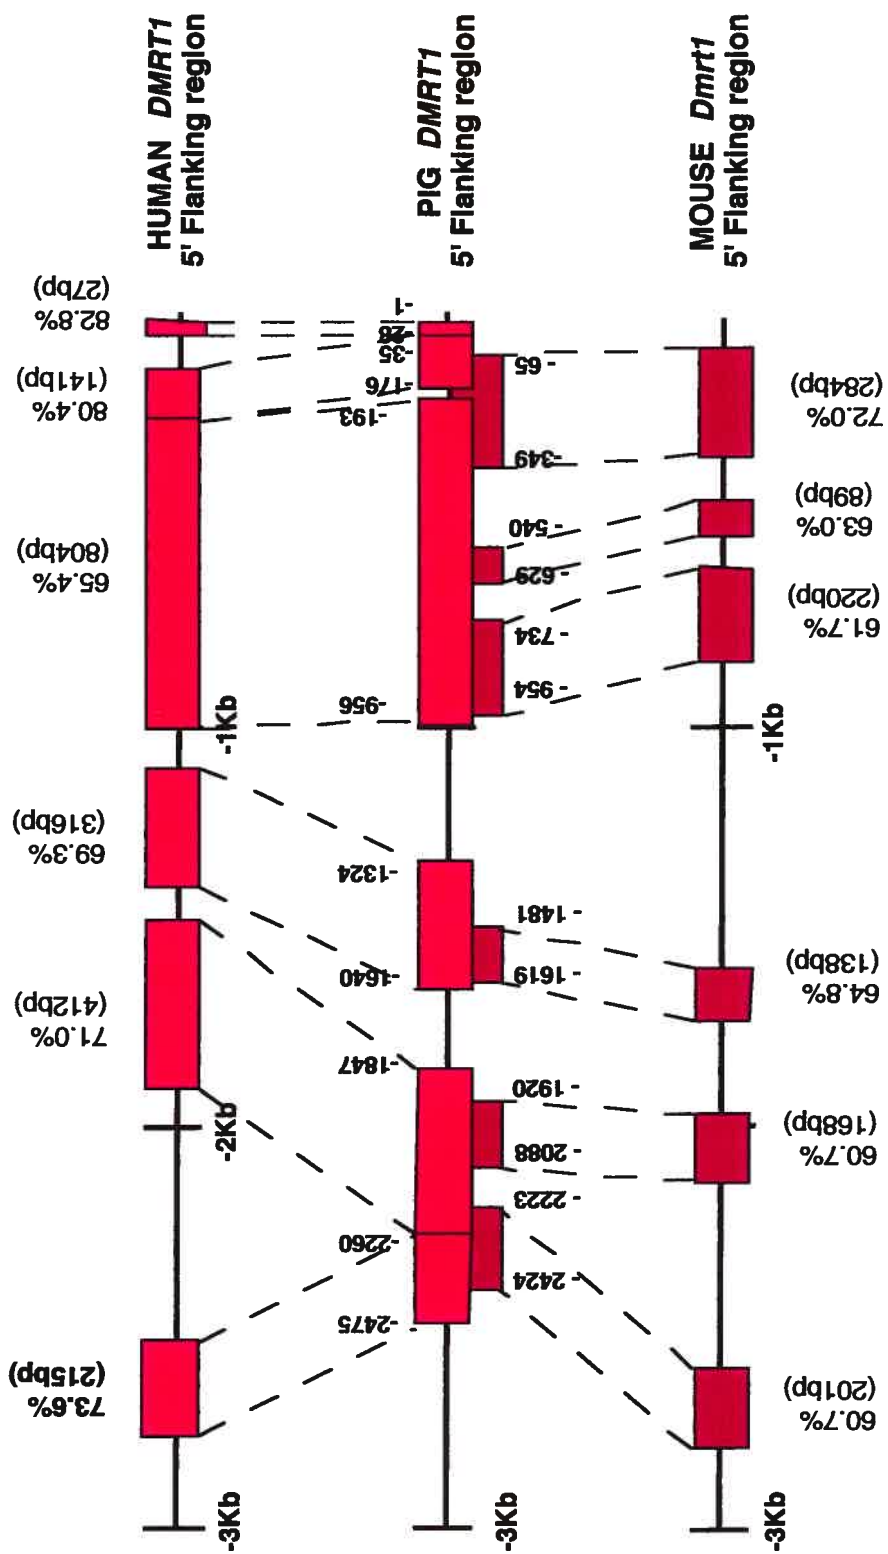 HUMAN DMRT1
5' Flanking region
82.8%
(27bp)
80.4%
(141bp)
65.4%
(804bp)
-1Kb
69.3%
(316bp)
71.0%
(412bp)
-2Kb
73.6%
(215bp)
-3Kb
PIG DMRT1
5' Flanking region
-1
-35
-176
-193
-956
-1324
-1640
-1847
-2260
-2475
-65
-349
-540
-629
-734
-954
-1481
-1619
-1920
-2088
-2223
-2424
-3Kb
MOUSE Dmrt1
5' Flanking region
72.0%
(284bp)
63.0%
(89bp)
61.7%
(220bp)
-1Kb
64.8%
(138bp)
60.7%
(168bp)
60.7%
(201bp)
-3Kb